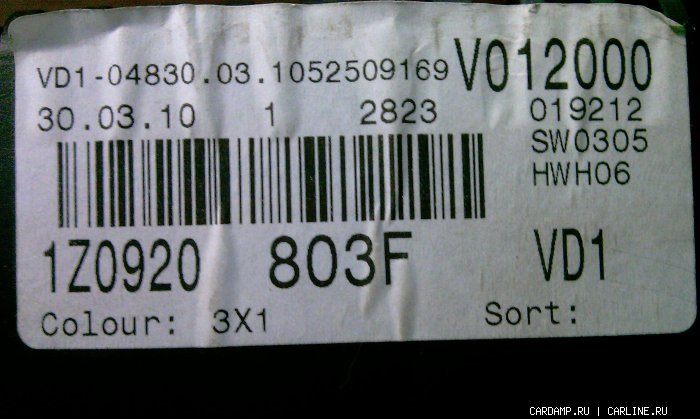 VD1-04830.03.1052509169 V012000
30.03.10 1 2823 019212
SW0305
HWH06
1Z0920 803F VD1
Colour: 3X1 Sort:
CARDAMP.RU | CARLINE.RU